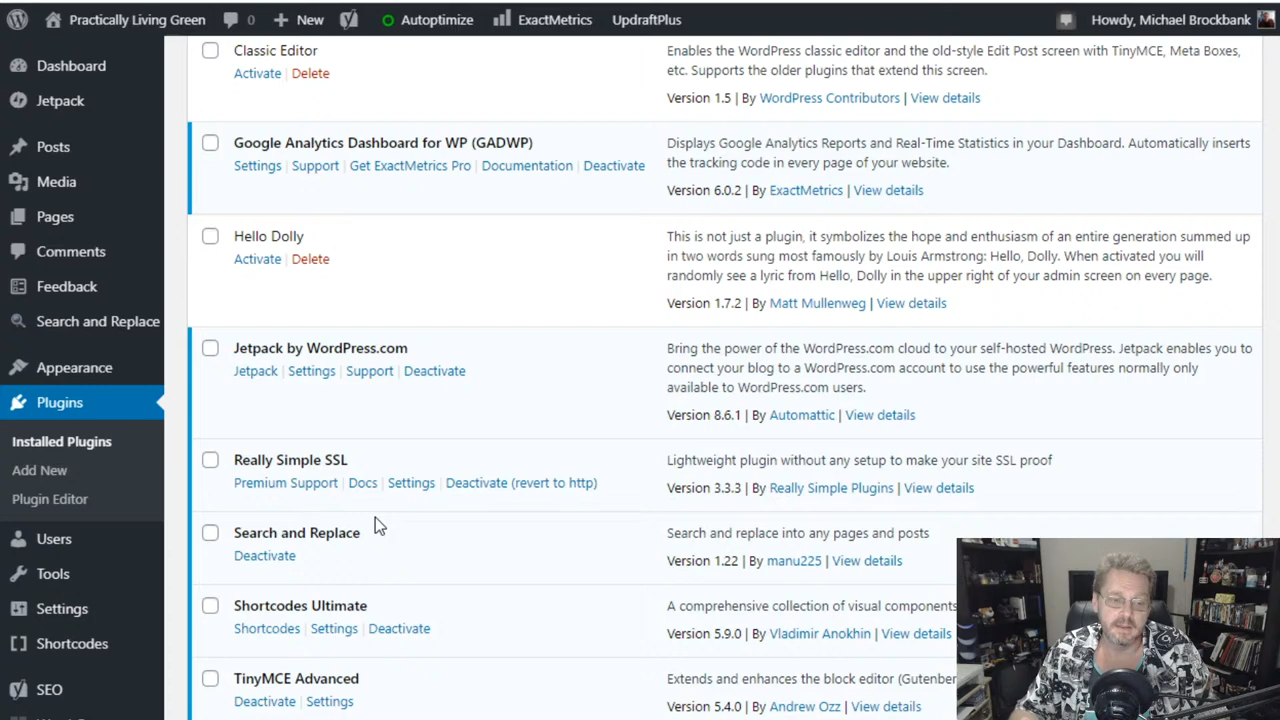 Practically Living Green 0 New Autoptimize ExactMetrics UpdraftPlus Howdy, Michael Brockbank
Dashboard
Jetpack
Posts
Media
Pages
Comments
Feedback
Search and Replace
Appearance
Plugins
Installed Plugins
Add New
Plugin Editor
Users
Tools
Settings
Shortcodes
SEO
Classic Editor
Activate | Delete
Enables the WordPress classic editor and the old-style Edit Post screen with TinyMCE, Meta Boxes,
etc. Supports the older plugins that extend this screen.
Version 1.5 | By WordPress Contributors | View details
Google Analytics Dashboard for WP (GADWP)
Settings | Support | Get ExactMetrics Pro | Documentation | Deactivate
Displays Google Analytics Reports and Real-Time Statistics in your Dashboard. Automatically inserts
the tracking code in every page of your website.
Version 6.0.2 | By ExactMetrics | View details
Hello Dolly
Activate | Delete
This is not just a plugin, it symbolizes the hope and enthusiasm of an entire generation summed up
in two words sung most famously by Louis Armstrong: Hello, Dolly. When activated you will
randomly see a lyric from Hello, Dolly in the upper right of your admin screen on every page.
Version 1.7.2 | By Matt Mullenweg | View details
Jetpack by WordPress.com
Jetpack | Settings | Support | Deactivate
Bring the power of the WordPress.com cloud to your self-hosted WordPress. Jetpack enables you to
connect your blog to a WordPress.com account to use the powerful features normally only
available to WordPress.com users.
Version 8.6.1 | By Automattic | View details
Really Simple SSL
Premium Support | Docs | Settings | Deactivate (revert to http)
Lightweight plugin without any setup to make your site SSL proof
Version 3.3.3 | By Really Simple Plugins | View details
Search and Replace
Deactivate
Search and replace into any pages and posts
Version 1.22 | By manu225 | View details
Shortcodes Ultimate
Shortcodes | Settings | Deactivate
A comprehensive collection of visual components
Version 5.9.0 | By Vladimir Anokhin | View details
TinyMCE Advanced
Deactivate | Settings
Extends and enhances the block editor (Gutenber
Version 5.4.0 | By Andrew Ozz | View details